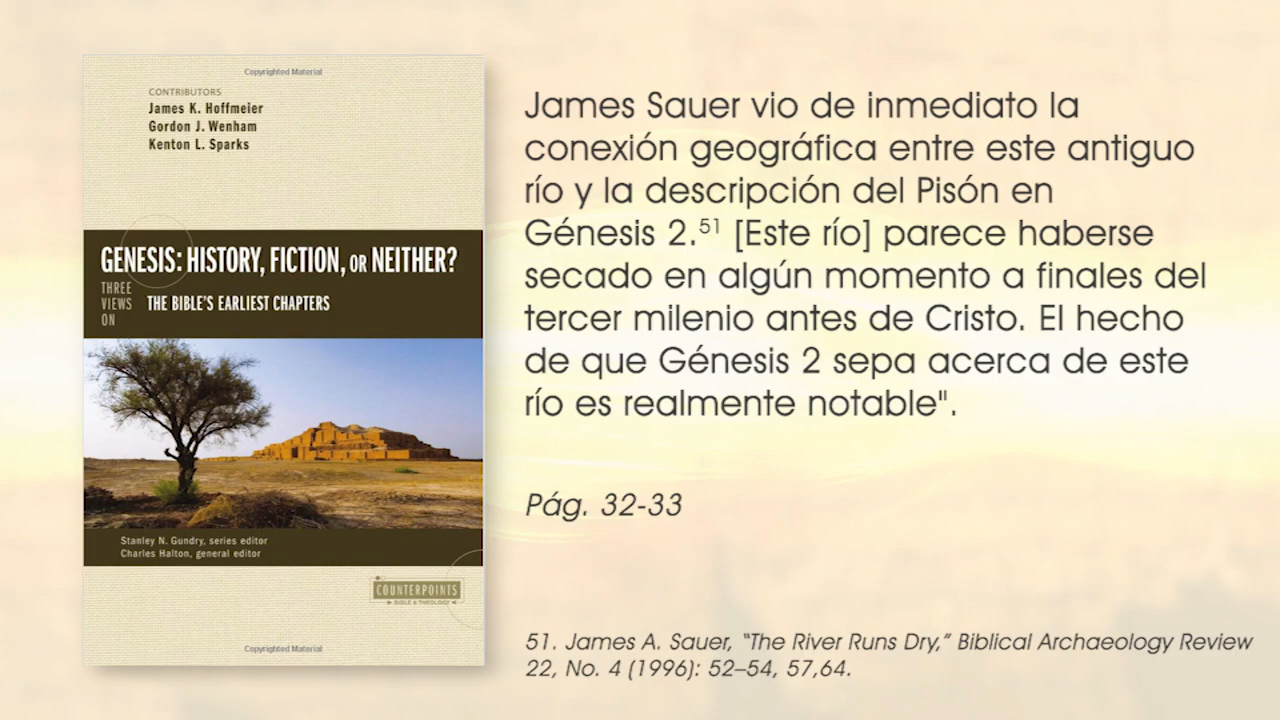 Copyrighted Material
CONTRIBUTORS
James K. Hoffmeier
Gordon J. Wenham
Kenton L. Sparks
GENESIS: HISTORY, FICTION, OR NEITHER?
THREE
VIEWS
ON
THE BIBLE'S EARLIEST CHAPTERS
Stanley N. Gundry, series editor
Charles Halton, general editor
COUNTERPOINTS
BIBLE & THEOLOGY
Copyrighted Material
James Sauer vio de inmediato la
conexión geográfica entre este antiguo
río y la descripción del Pisón en
Génesis 2.⁵¹ [Este río] parece haberse
secado en algún momento a finales del
tercer milenio antes de Cristo. El hecho
de que Génesis 2 sepa acerca de este
río es realmente notable".
Pág. 32-33
51. James A. Sauer, “The River Runs Dry,” Biblical Archaeology Review
22, No. 4 (1996): 52–54, 57,64.